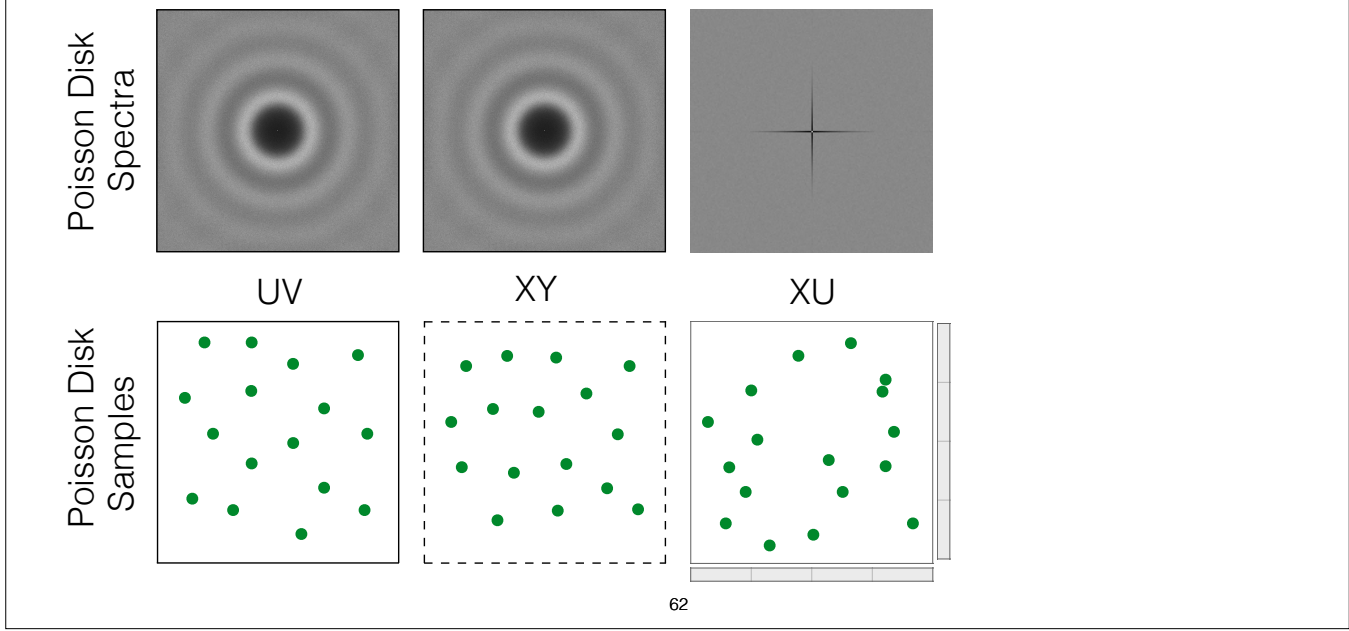 Poisson Disk
Spectra
UV
XY
XU
Poisson Disk
Samples
62